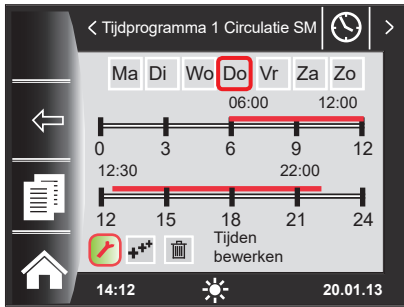 Tijdprogramma 1 Circulatie SM
Ma Di Wo Do Vr Za Zo
06:00 12:00
0 3 6 9 12
12:30 22:00
12 15 18 21 24
Tijden
bewerken
14:12 20.01.13